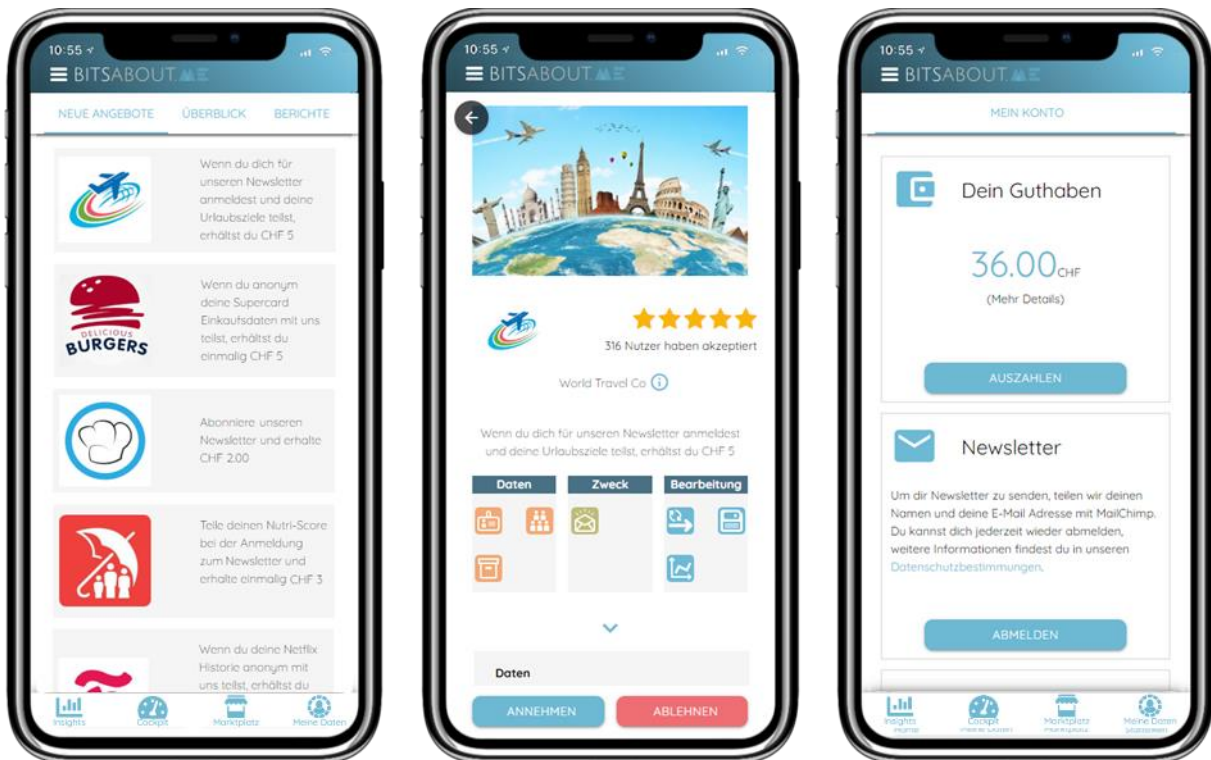 10:55
BITSABOUT.ME
NEUE ANGEBOTE ÜBERBLICK BERICHTE
Wenn du dich für
unseren Newsletter
anmeldest und deine
Urlaubsziele teilst,
erhältst du CHF 5
DELICIOUS
BURGERS
Wenn du anonym
deine Supercard
Einkaufsdaten mit uns
teilst, erhältst du
einmalig CHF 5
Abonniere unseren
Newsletter und erhalte
CHF 2.00
Teile deinen Nutri-Score
bei der Anmeldung
zum Newsletter und
erhalte einmalig CHF 3
Wenn du deine Netflix
Historie anonym mit
uns teilst, erhältst du
Insights Cockpit Marktplatz Meine Daten
10:55
BITSABOUT.ME
316 Nutzer haben akzeptiert
World Travel Co
Wenn du dich für unseren Newsletter anmeldest
und deine Urlaubsziele teilst, erhältst du CHF 5
Daten Zweck Bearbeitung
Daten
ANNEHMEN ABLEHNEN
10:55
BITSABOUT.ME
MEIN KONTO
Dein Guthaben
36.00 CHF
(Mehr Details)
AUSZAHLEN
Newsletter
Um dir Newsletter zu senden, teilen wir deinen
Namen und deine E-Mail Adresse mit MailChimp.
Du kannst dich jederzeit wieder abmelden,
weitere Informationen findest du in unseren
Datenschutzbestimmungen.
ABMELDEN
Insights Cockpit Marktplatz Meine Daten